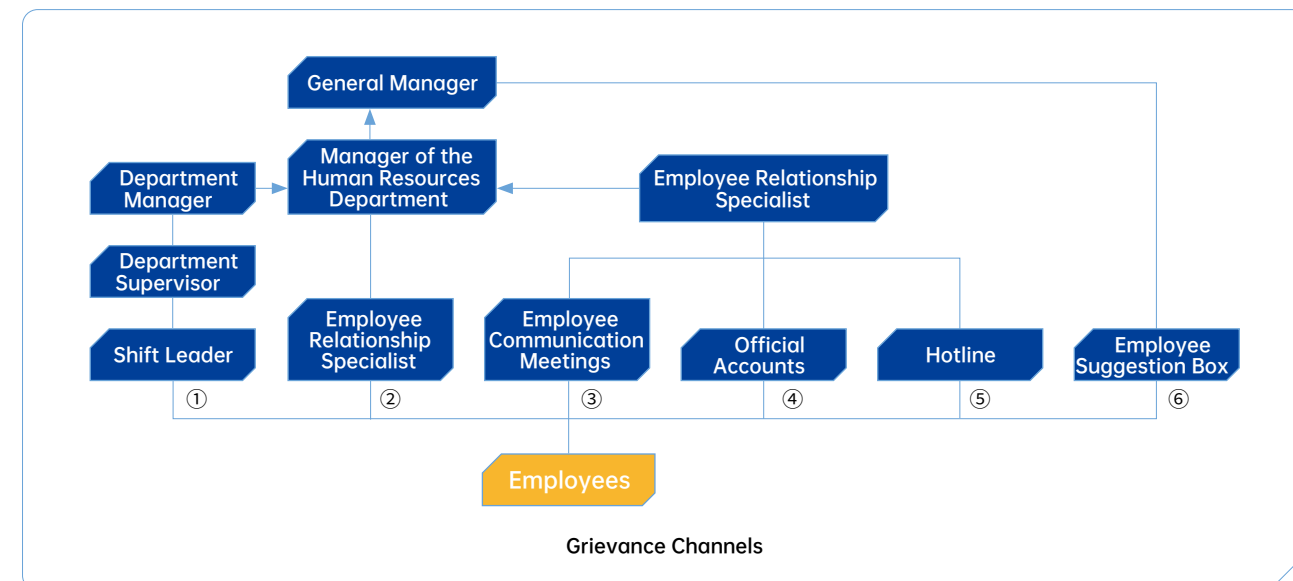 General Manager
Manager of the
Human Resources
Department
Department
Manager
Employee Relationship
Specialist
Department
Supervisor
Shift Leader
Employee
Relationship
Specialist
Employee
Communication
Meetings
Official
Accounts
Hotline
Employee
Suggestion Box
①
②
③
④
⑤
⑥
Employees
Grievance Channels